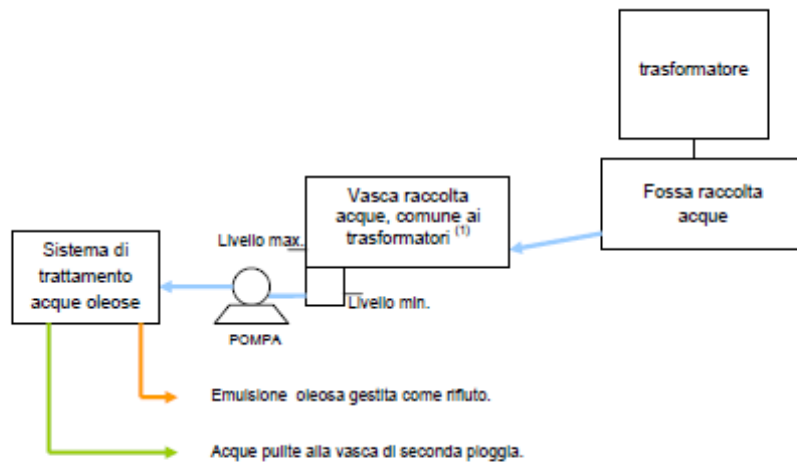 trasformatore
Fossa raccolta
acque
Vasca raccolta
acque, comune ai
trasformatori (1)
Livello max.
Livello min.
Sistema di
trattamento
acque oleose
POMPA
Emulsione oleosa gestita come rifiuto.
Acque pulite alla vasca di seconda pioggia.